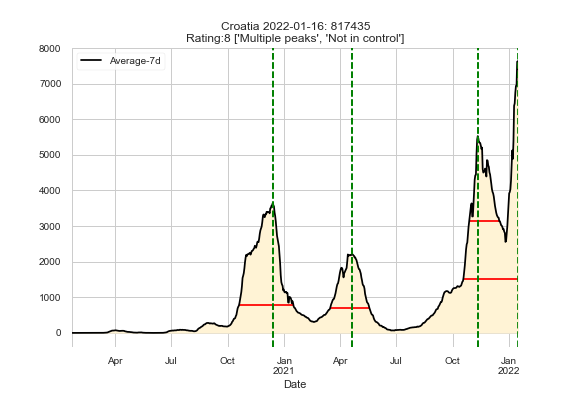 Croatia 2022-01-16: 817435
Rating:8 ['Multiple peaks', 'Not in control']
Average-7d
8000
7000
6000
5000
4000
3000
2000
1000
0
Apr Jul Oct Jan Apr Jul Oct Jan
2021 2022
Date